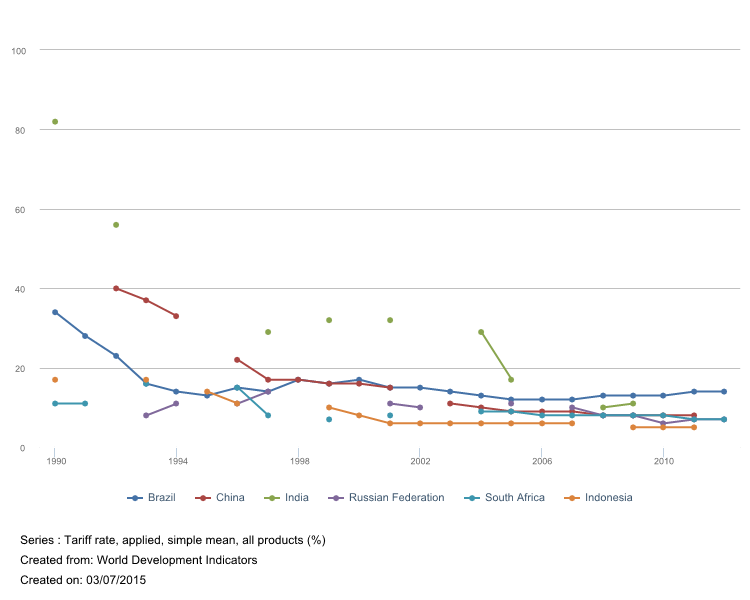 100
80
60
40
20
0
1990 1994 1998 2002 2006 2010
Brazil China India Russian Federation South Africa Indonesia
Series : Tariff rate, applied, simple mean, all products (%)
Created from: World Development Indicators
Created on: 03/07/2015